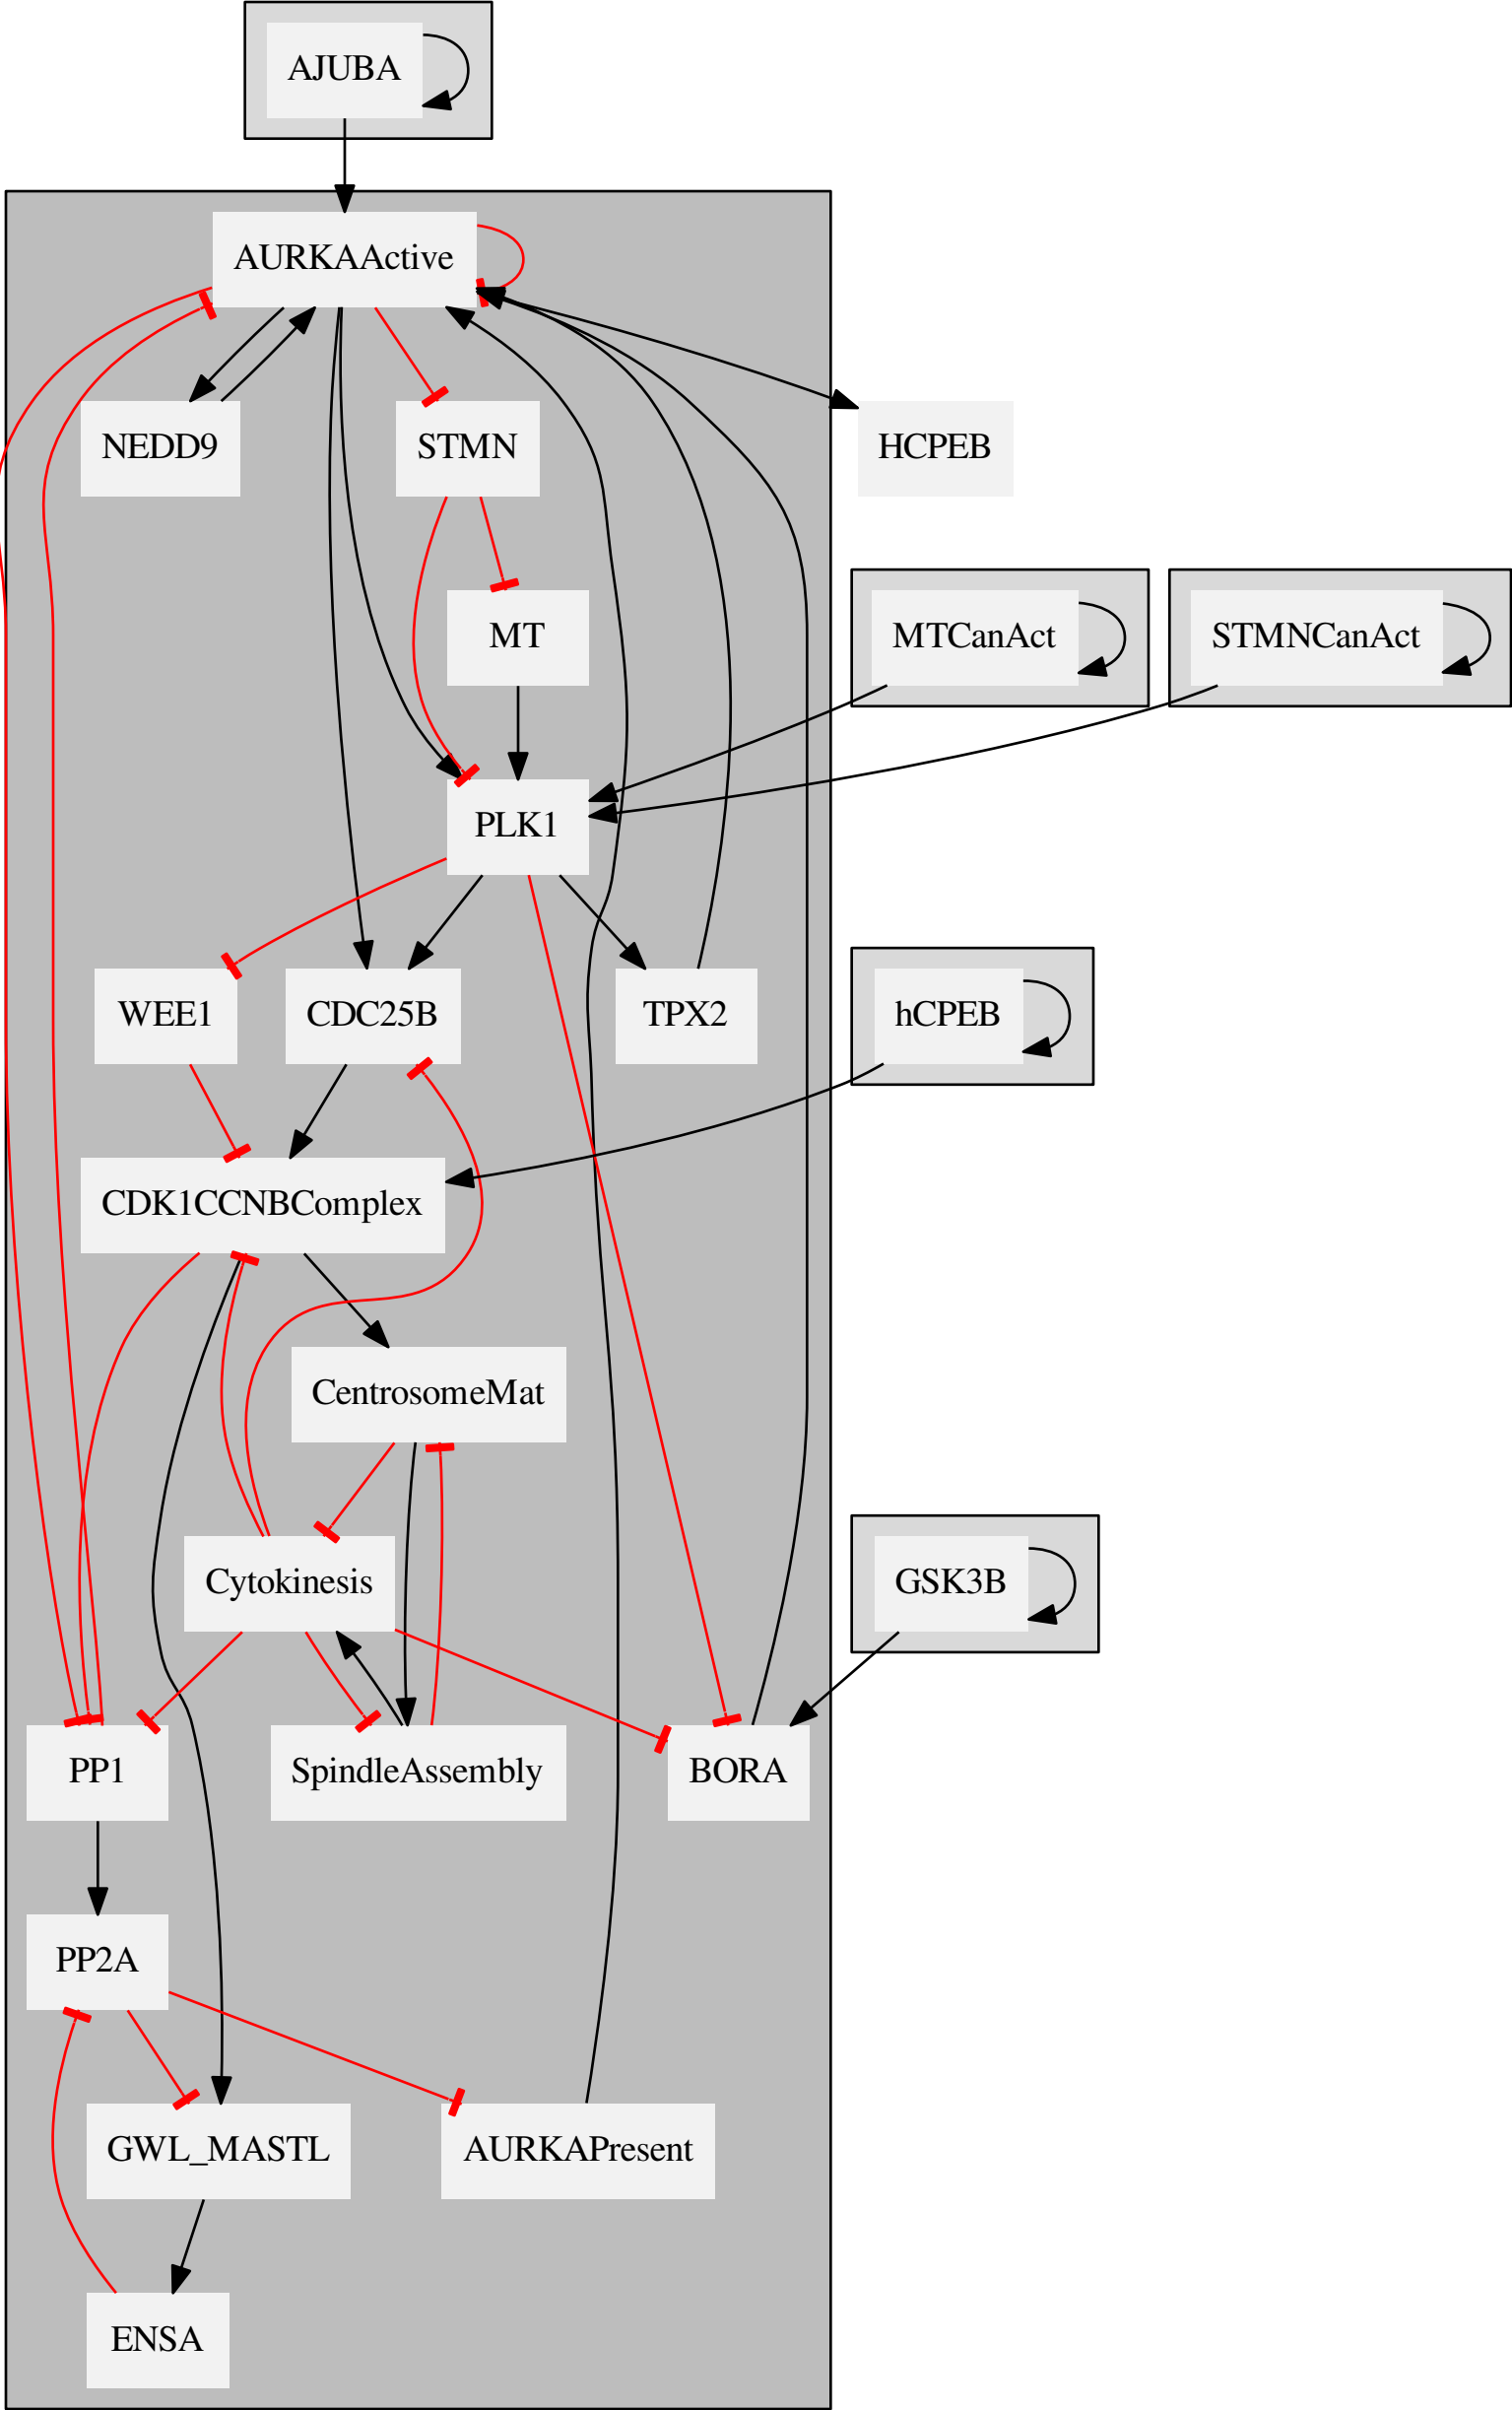 AJUBA
AURKAActive
NEDD9
STMN
HCPEB
MT
MTCanAct
STMNCanAct
PLK1
WEE1
CDC25B
TPX2
hCPEB
CDK1CCNBComplex
CentrosomeMat
Cytokinesis
GSK3B
PP1
SpindleAssembly
BORA
PP2A
GWL_MASTL
AURKAPresent
ENSA